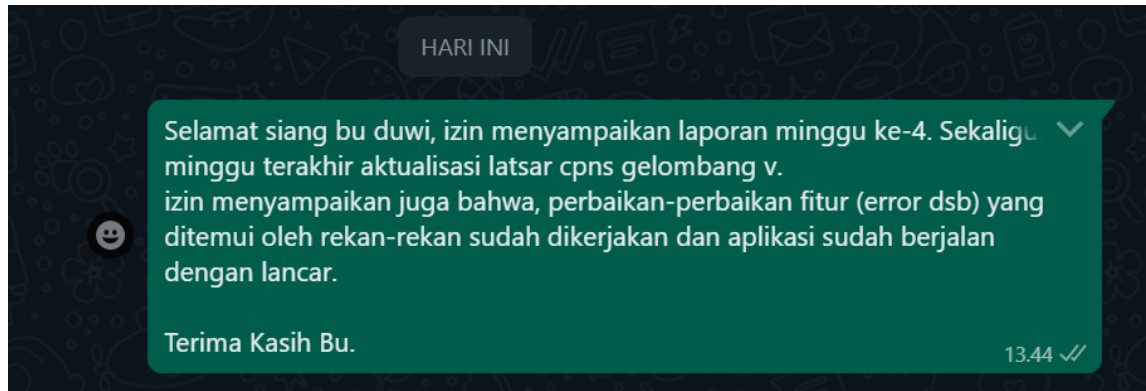 HARI INI
Selamat siang bu duwi, izin menyampaikan laporan minggu ke-4. Sekaligu
minggu terakhir aktualisasi latsar cpns gelombang v.
izin menyampaikan juga bahwa, perbaikan-perbaikan fitur (error dsb) yang
ditemui oleh rekan-rekan sudah dikerjakan dan aplikasi sudah berjalan
dengan lancar.
Terima Kasih Bu.
13.44